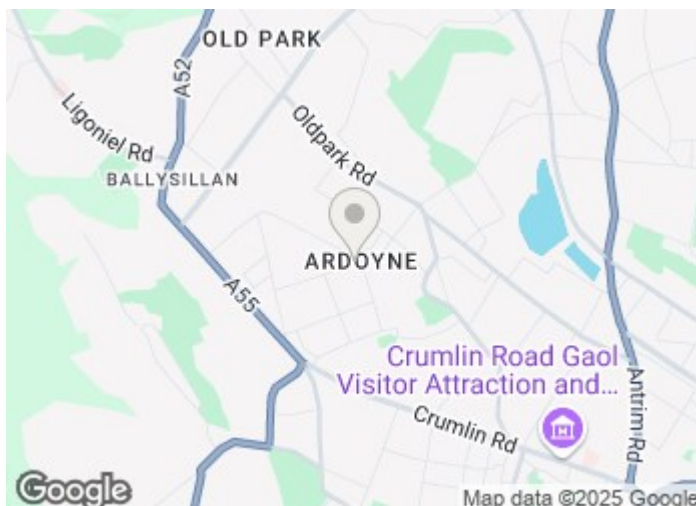 OLD PARK
A52
Ligoniel Rd
Oldpark Rd
BALLYSILLAN
ARDOYNE
A55
Crumlin Road Gaol
Visitor Attraction and...
Antrim Rd
Crumlin Rd
Google
Map data ©2025 Google